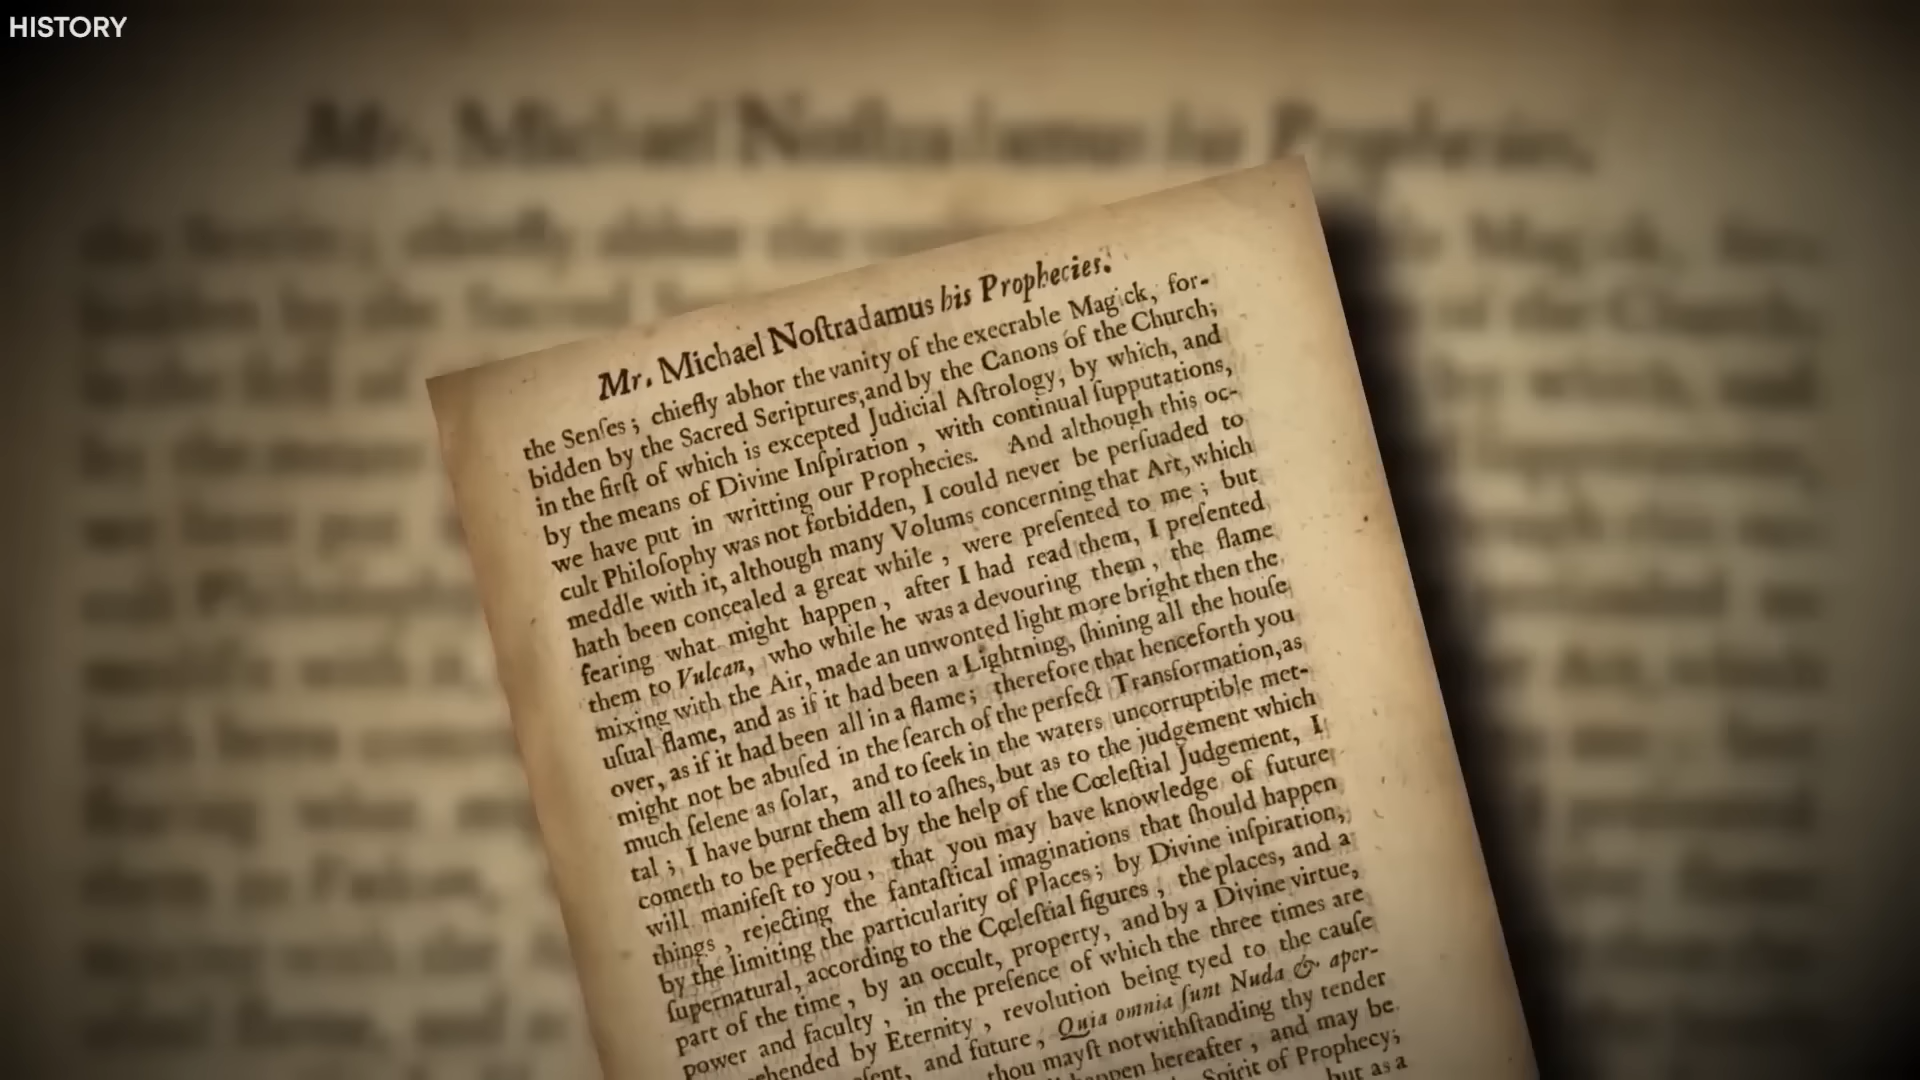 HISTORY
Mr. Michael Noſtradamus his Prophecies.
the Senſes; chiefly abhor the vanity of the execrable Magick, for-
bidden by the Sacred Scriptures, and by the Canons of the Church;
in the firſt of which is excepted Judicial Aſtrology, by which, and
by the means of Divine Inſpiration, with continual ſupputations,
we have put in writting our Prophecies. And although this oc-
cult Philoſophy was not forbidden, I could never be perſuaded to
meddle with it, although many Volums concerning that Art, which
hath been concealed a great while, were preſented to me; but
fearing what might happen, after I had read them, I preſented
them to Vulcan, who while he was a devouring them, the flame
mixing with the Air, made an unwonted light more bright then the
uſual flame, and as if it had been a Lightning, ſhining all the houſe
over, as if it had been all in a flame; therefore that henceforth you
might not be abuſed in the ſearch of the perfect Transformation, as
much ſelene as ſolar, and to ſeek in the waters uncorruptible met-
tal; I have burnt them all to aſhes, but as to the judgement which
cometh to be perfected by the help of the Cœleſtial Judgement, I
will manifeſt to you, that you may have knowledge of future
things, rejecting the fantaſtical imaginations that ſhould happen
by the limiting the particularity of Places; by Divine inſpiration,
ſupernatural, according to the Cœleſtial figures, the places, and a
part of the time, by an occult, property, and by a Divine virtue,
power and faculty, in the preſence of which the three times are
hended by Eternity, revolution being tyed to the cauſe
ſent, and future, Quia omnia ſunt Nuda & aper-
thou mayſt notwithſtanding thy tender
happen hereafter, and may be
Spirit of Prophecy;
but as a